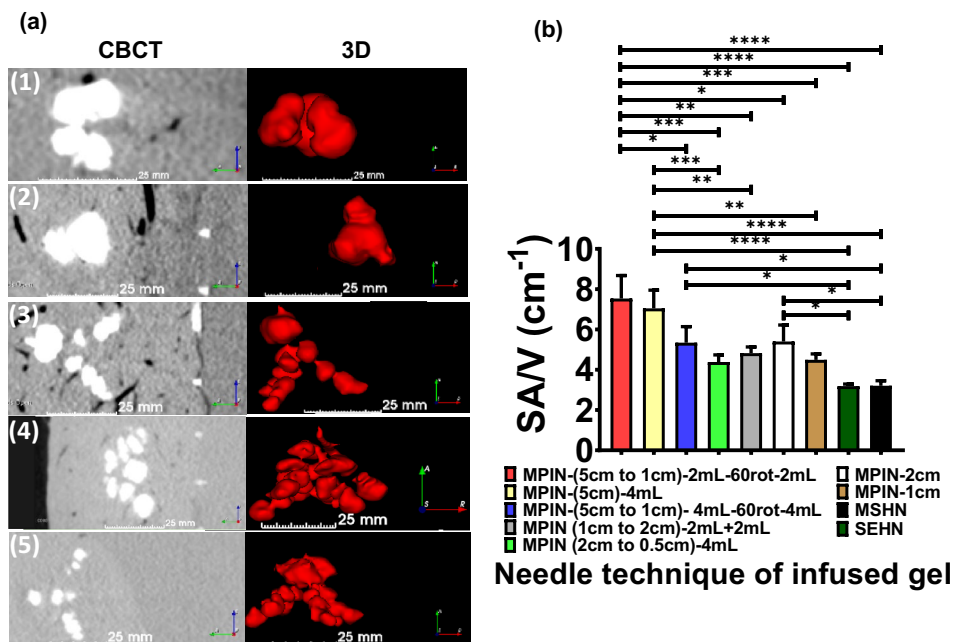 (a)
CBCT 3D
(1)
25 mm 25 mm
(2)
25 mm 25 mm
(3)
25 mm 25 mm
(4)
25 mm 25 mm
A
S R
(5)
25 mm 25 mm
(b)
****
****
***
*
**
***
*
***
**
**
****
****
*
*
*
*
10
8
6
4
2
0
SA/V (cm-1)
MPIN-(5cm to 1cm)-2mL-60rot-2mL
MPIN-(5cm)-4mL
MPIN-(5cm to 1cm)- 4mL-60rot-4mL
MPIN (1cm to 2cm)-2mL+2mL
MPIN (2cm to 0.5cm)-4mL
MPIN-2cm
MPIN-1cm
MSHN
SEHN
Needle technique of infused gel